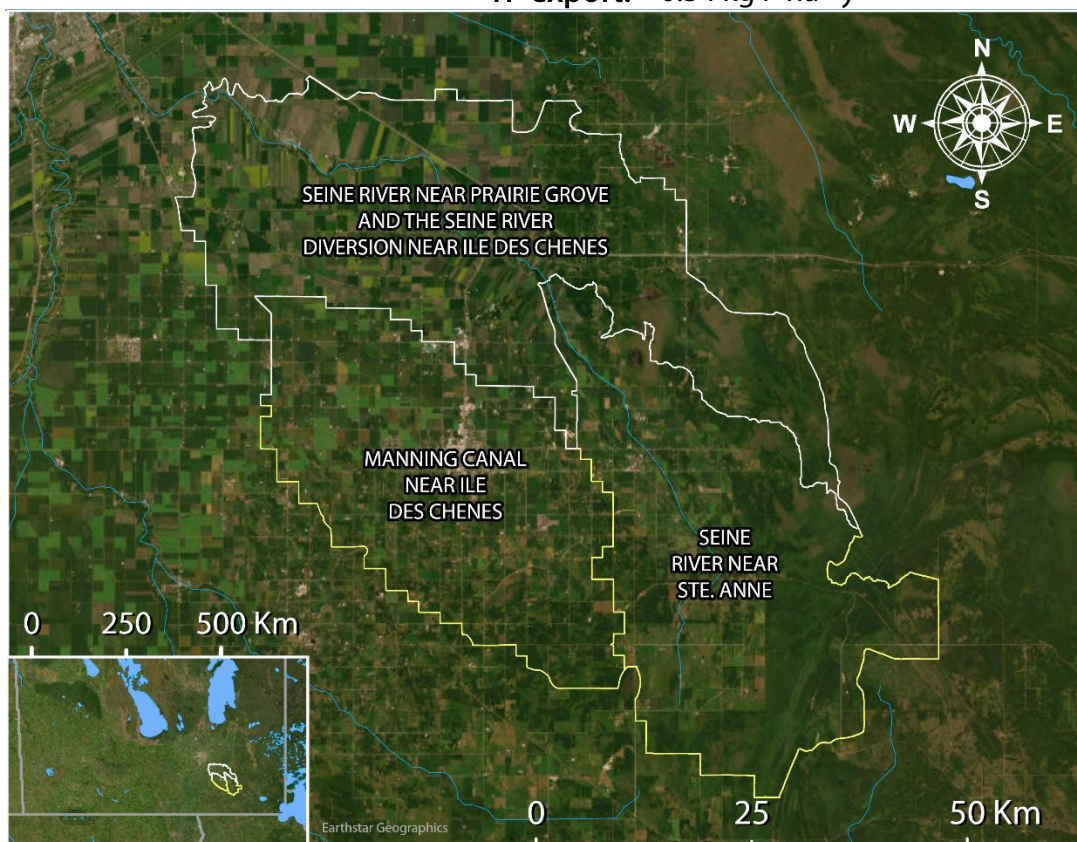 N
W
E
S
SEINE RIVER NEAR PRAIRIE GROVE
AND THE SEINE RIVER
DIVERSION NEAR ILE DES CHENES
MANNING CANAL
NEAR ILE
DES CHENES
SEINE
RIVER NEAR
STE. ANNE
0 250 500 Km
Earthstar Geographics
0 25 50 Km